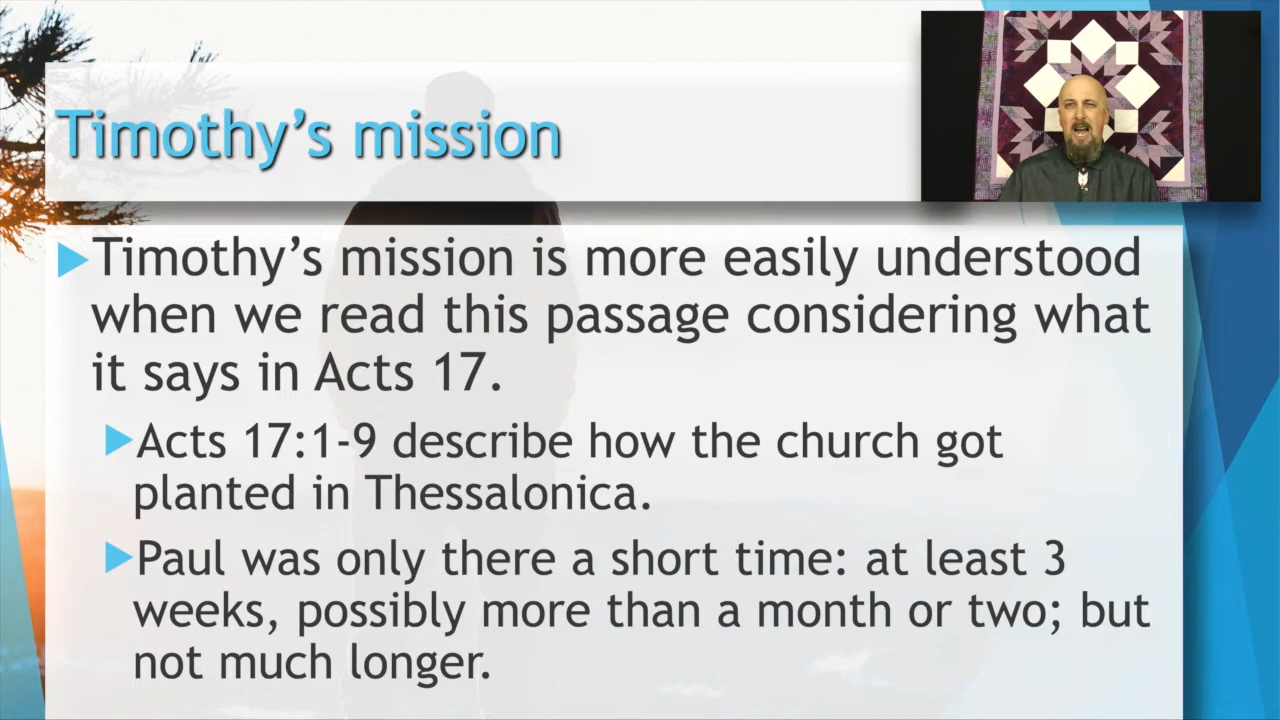 Timothy’s mission
Timothy’s mission is more easily understood
when we read this passage considering what
it says in Acts 17.
Acts 17:1-9 describe how the church got
planted in Thessalonica.
Paul was only there a short time: at least 3
weeks, possibly more than a month or two; but
not much longer.